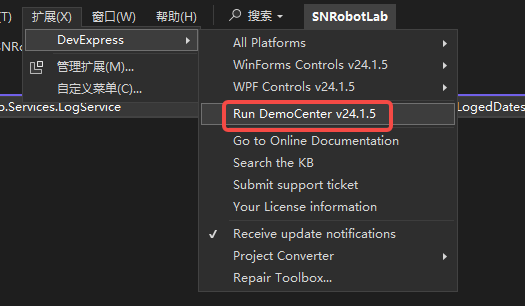 (T) 扩展(X) 窗口(W) 帮助(H) 搜索 SNRobotLab
DevExpress
管理扩展(M)...
自定义菜单(C)...
All Platforms
WinForms Controls v24.1.5
WPF Controls v24.1.5
Run DemoCenter v24.1.5
Go to Online Documentation
Search the KB
Submit support ticket
Your License information
Receive update notifications
Project Converter
Repair Toolbox...
SNRo
b.Services.LogService
LogedDates